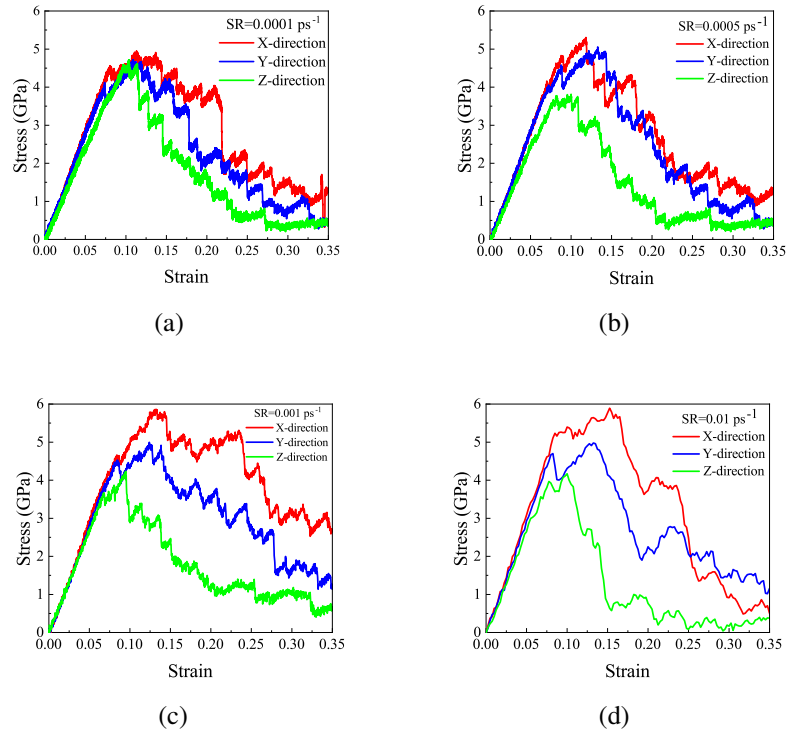 SR=0.0001 ps⁻¹
X-direction
Y-direction
Z-direction
6
5
4
3
2
1
0
Stress (GPa)
0.00 0.05 0.10 0.15 0.20 0.25 0.30 0.35
Strain
(a)
SR=0.0005 ps⁻¹
X-direction
Y-direction
Z-direction
6
5
4
3
2
1
0
Stress (GPa)
0.00 0.05 0.10 0.15 0.20 0.25 0.30 0.35
Strain
(b)
SR=0.001 ps⁻¹
X-direction
Y-direction
Z-direction
6
5
4
3
2
1
0
Stress (GPa)
0.00 0.05 0.10 0.15 0.20 0.25 0.30 0.35
Strain
(c)
SR=0.01 ps⁻¹
X-direction
Y-direction
Z-direction
6
5
4
3
2
1
0
Stress (GPa)
0.00 0.05 0.10 0.15 0.20 0.25 0.30 0.35
Strain
(d)